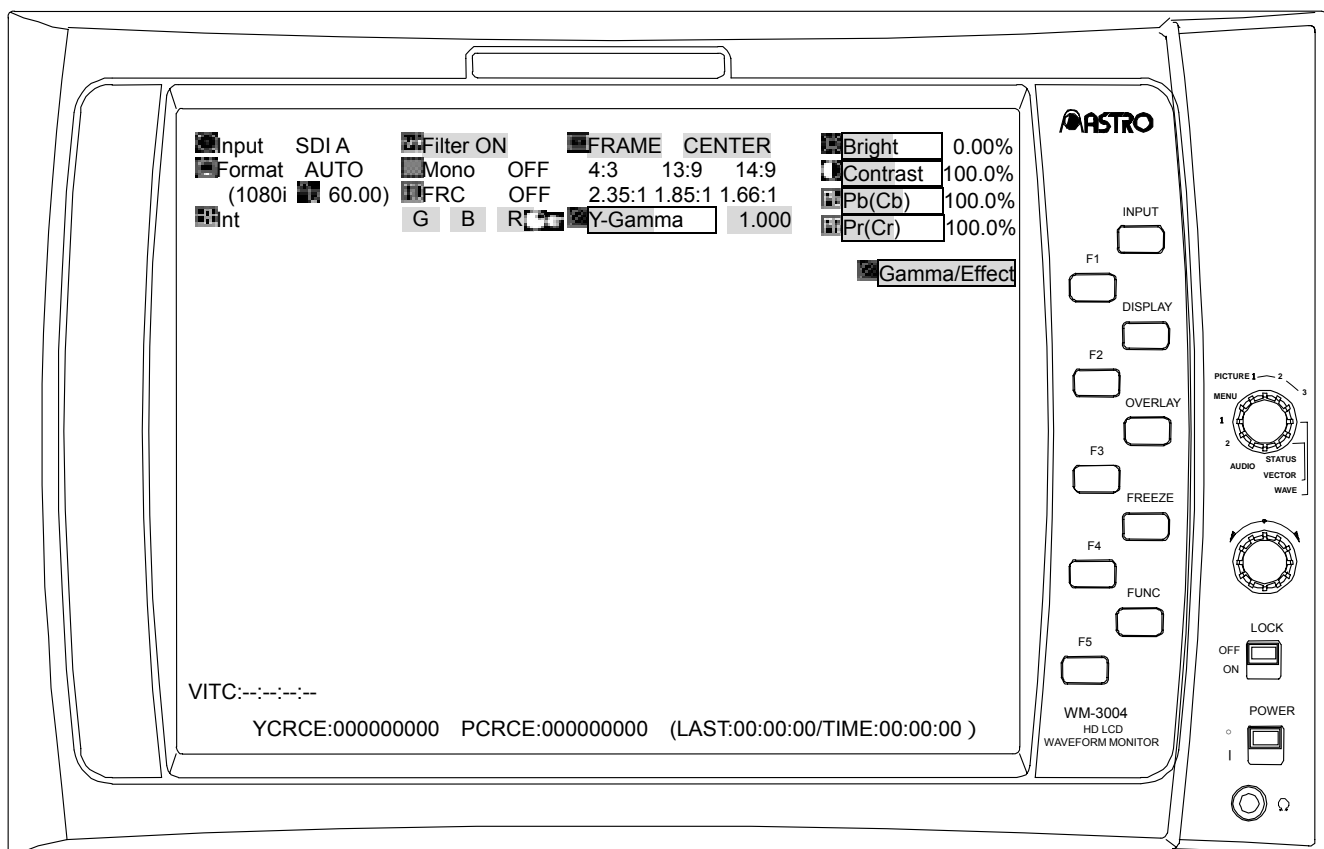 ASTRO
Input SDI A Filter ON FRAME CENTER Bright 0.00%
Format AUTO Mono OFF 4:3 13:9 14:9 Contrast 100.0%
(1080i 60.00) FRC OFF 2.35:1 1.85:1 1.66:1 Pb(Cb) 100.0%
Int G B R Y-Gamma 1.000 Pr(Cr) 100.0%
Gamma/Effect
INPUT
F1
DISPLAY
F2
OVERLAY
F3
FREEZE
F4
FUNC
F5
PICTURE 1 2
3
MENU
1
2
AUDIO
STATUS
VECTOR
WAVE
LOCK
OFF
ON
POWER
○
|
Ω
VITC:--:--:--:--
YCRCE:000000000 PCRCE:000000000 (LAST:00:00:00/TIME:00:00:00 )
WM-3004
HD LCD
WAVEFORM MONITOR